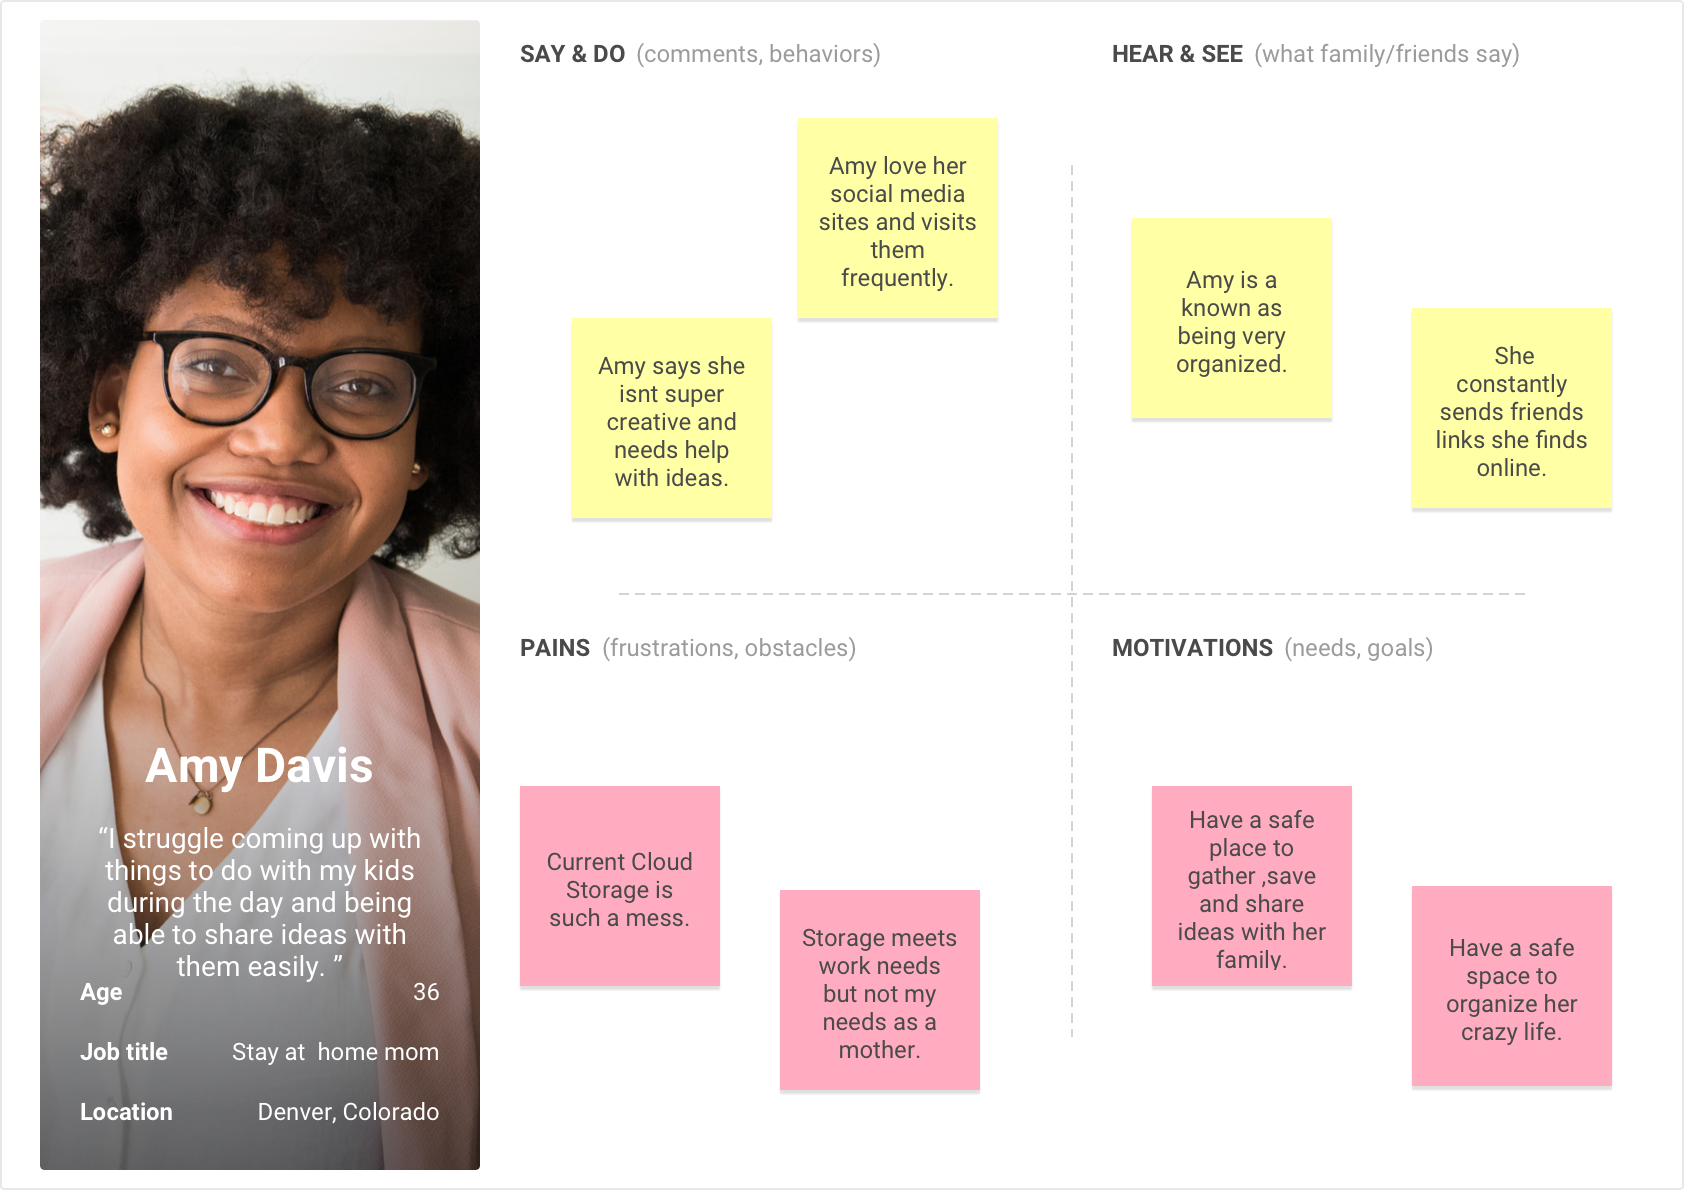 SAY & DO (comments, behaviors)
Amy love her
social media
sites and visits
them
frequently.
Amy says she
isnt super
creative and
needs help
with ideas.
HEAR & SEE (what family/friends say)
Amy is a
known as
being very
organized.
She
constantly
sends friends
links she finds
online.
Amy Davis
“I struggle coming up with
things to do with my kids
during the day and being
able to share ideas with
them easily. ”
Age 36
Job title Stay at  home mom
Location Denver, Colorado
PAINS (frustrations, obstacles)
Current Cloud
Storage is
such a mess.
Storage meets
work needs
but not my
needs as a
mother.
MOTIVATIONS (needs, goals)
Have a safe
place to
gather ,save
and share
ideas with her
family.
Have a safe
space to
organize her
crazy life.